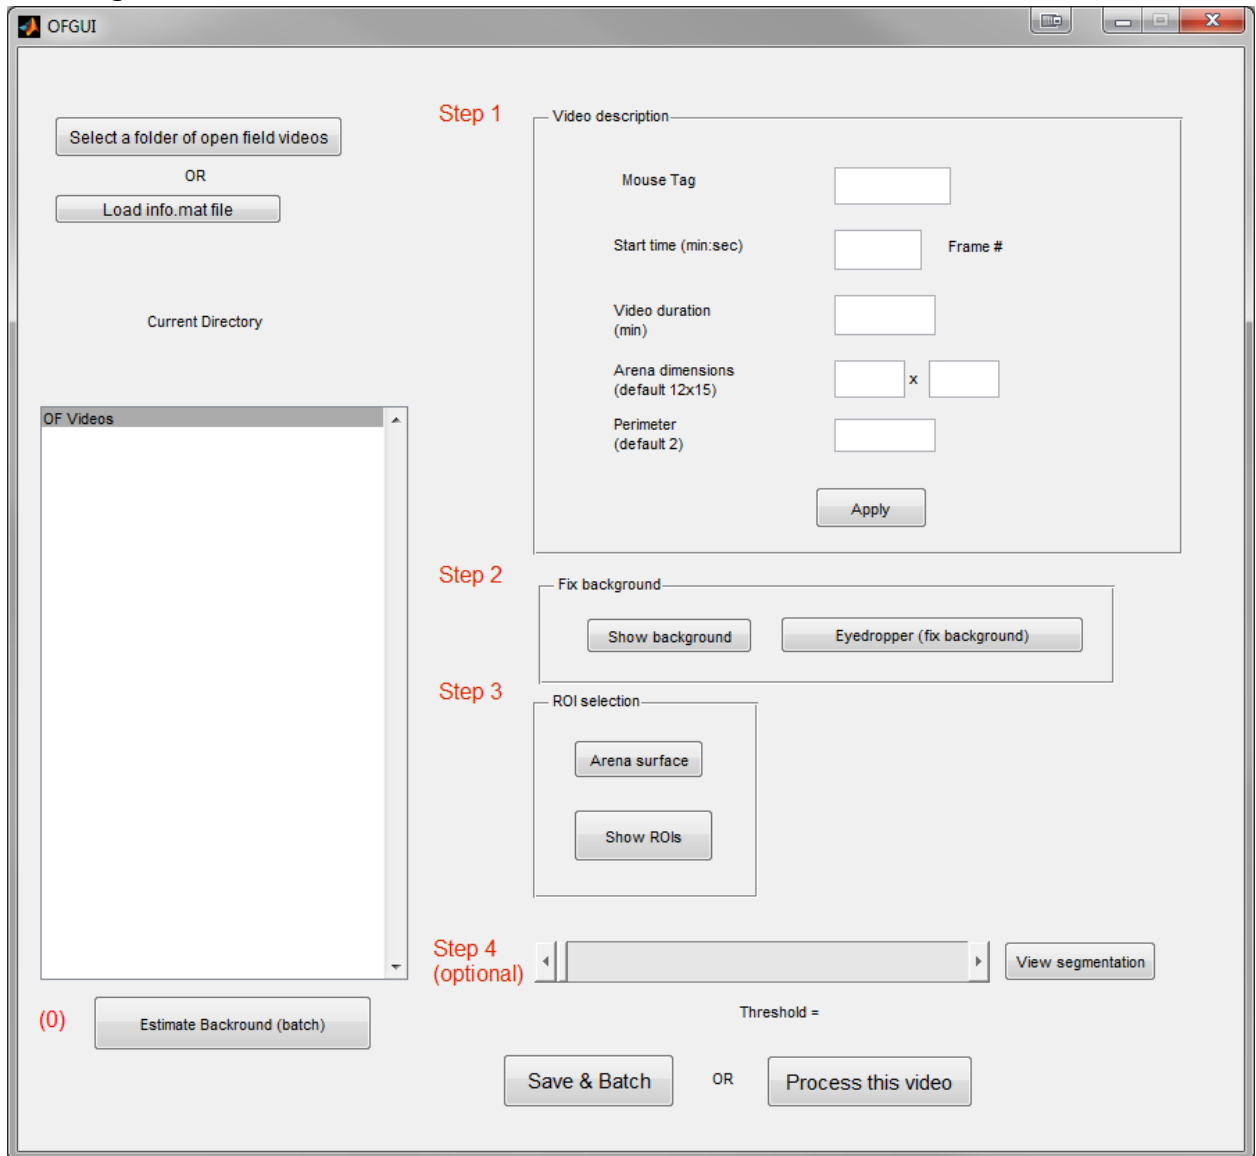 OFGUI
Select a folder of open field videos
OR
Load info.mat file
Current Directory
OF Videos
(0)
Estimate Backround (batch)
Step 1
Video description
Mouse Tag
Start time (min:sec)
Frame #
Video duration
(min)
Arena dimensions
(default 12x15)
x
Perimeter
(default 2)
Apply
Step 2
Fix background
Show background
Eyedropper (fix background)
Step 3
ROI selection
Arena surface
Show ROIs
Step 4
(optional)
View segmentation
Threshold =
Save & Batch
OR
Process this video